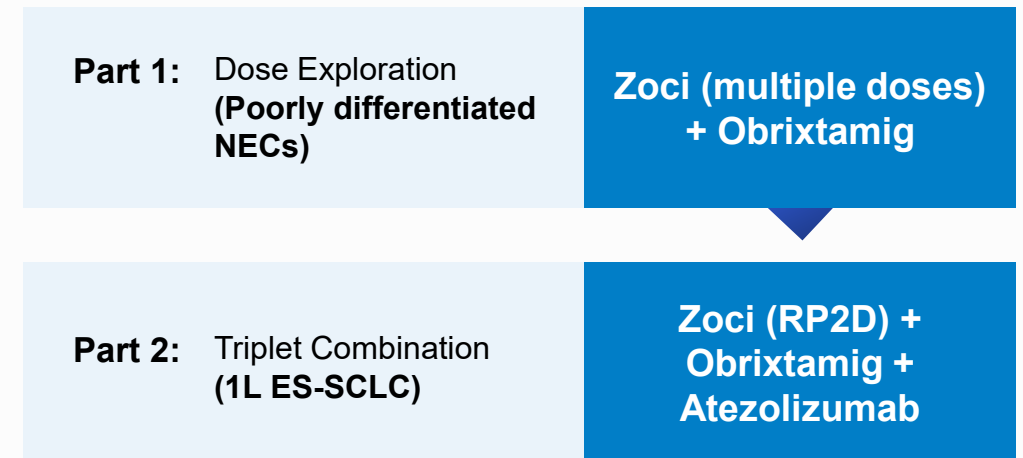 Part 1: Dose Exploration
(Poorly differentiated
NECs)
Zoci (multiple doses)
+ Obrixtamig
Part 2: Triplet Combination
(1L ES-SCLC)
Zoci (RP2D) +
Obrixtamig +
Atezolizumab